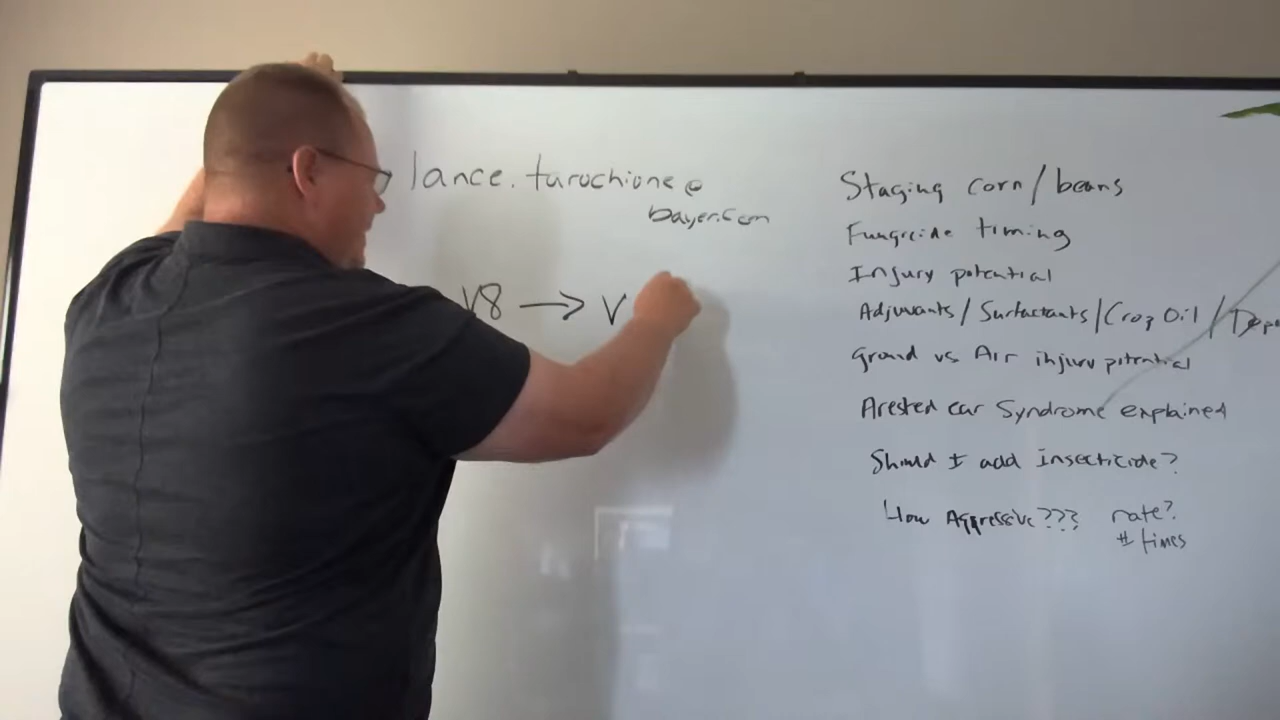 lance.tarochione@
bayer.com
V8 → V
Staging corn/beans
Fungicide timing
Injury potential
Adjuvants/Surfactants/Crop Oil /
Ground vs Air injury potential
Arested ear Syndrome explained
Should I add Insecticide?
How Aggressive??? rate?
# times